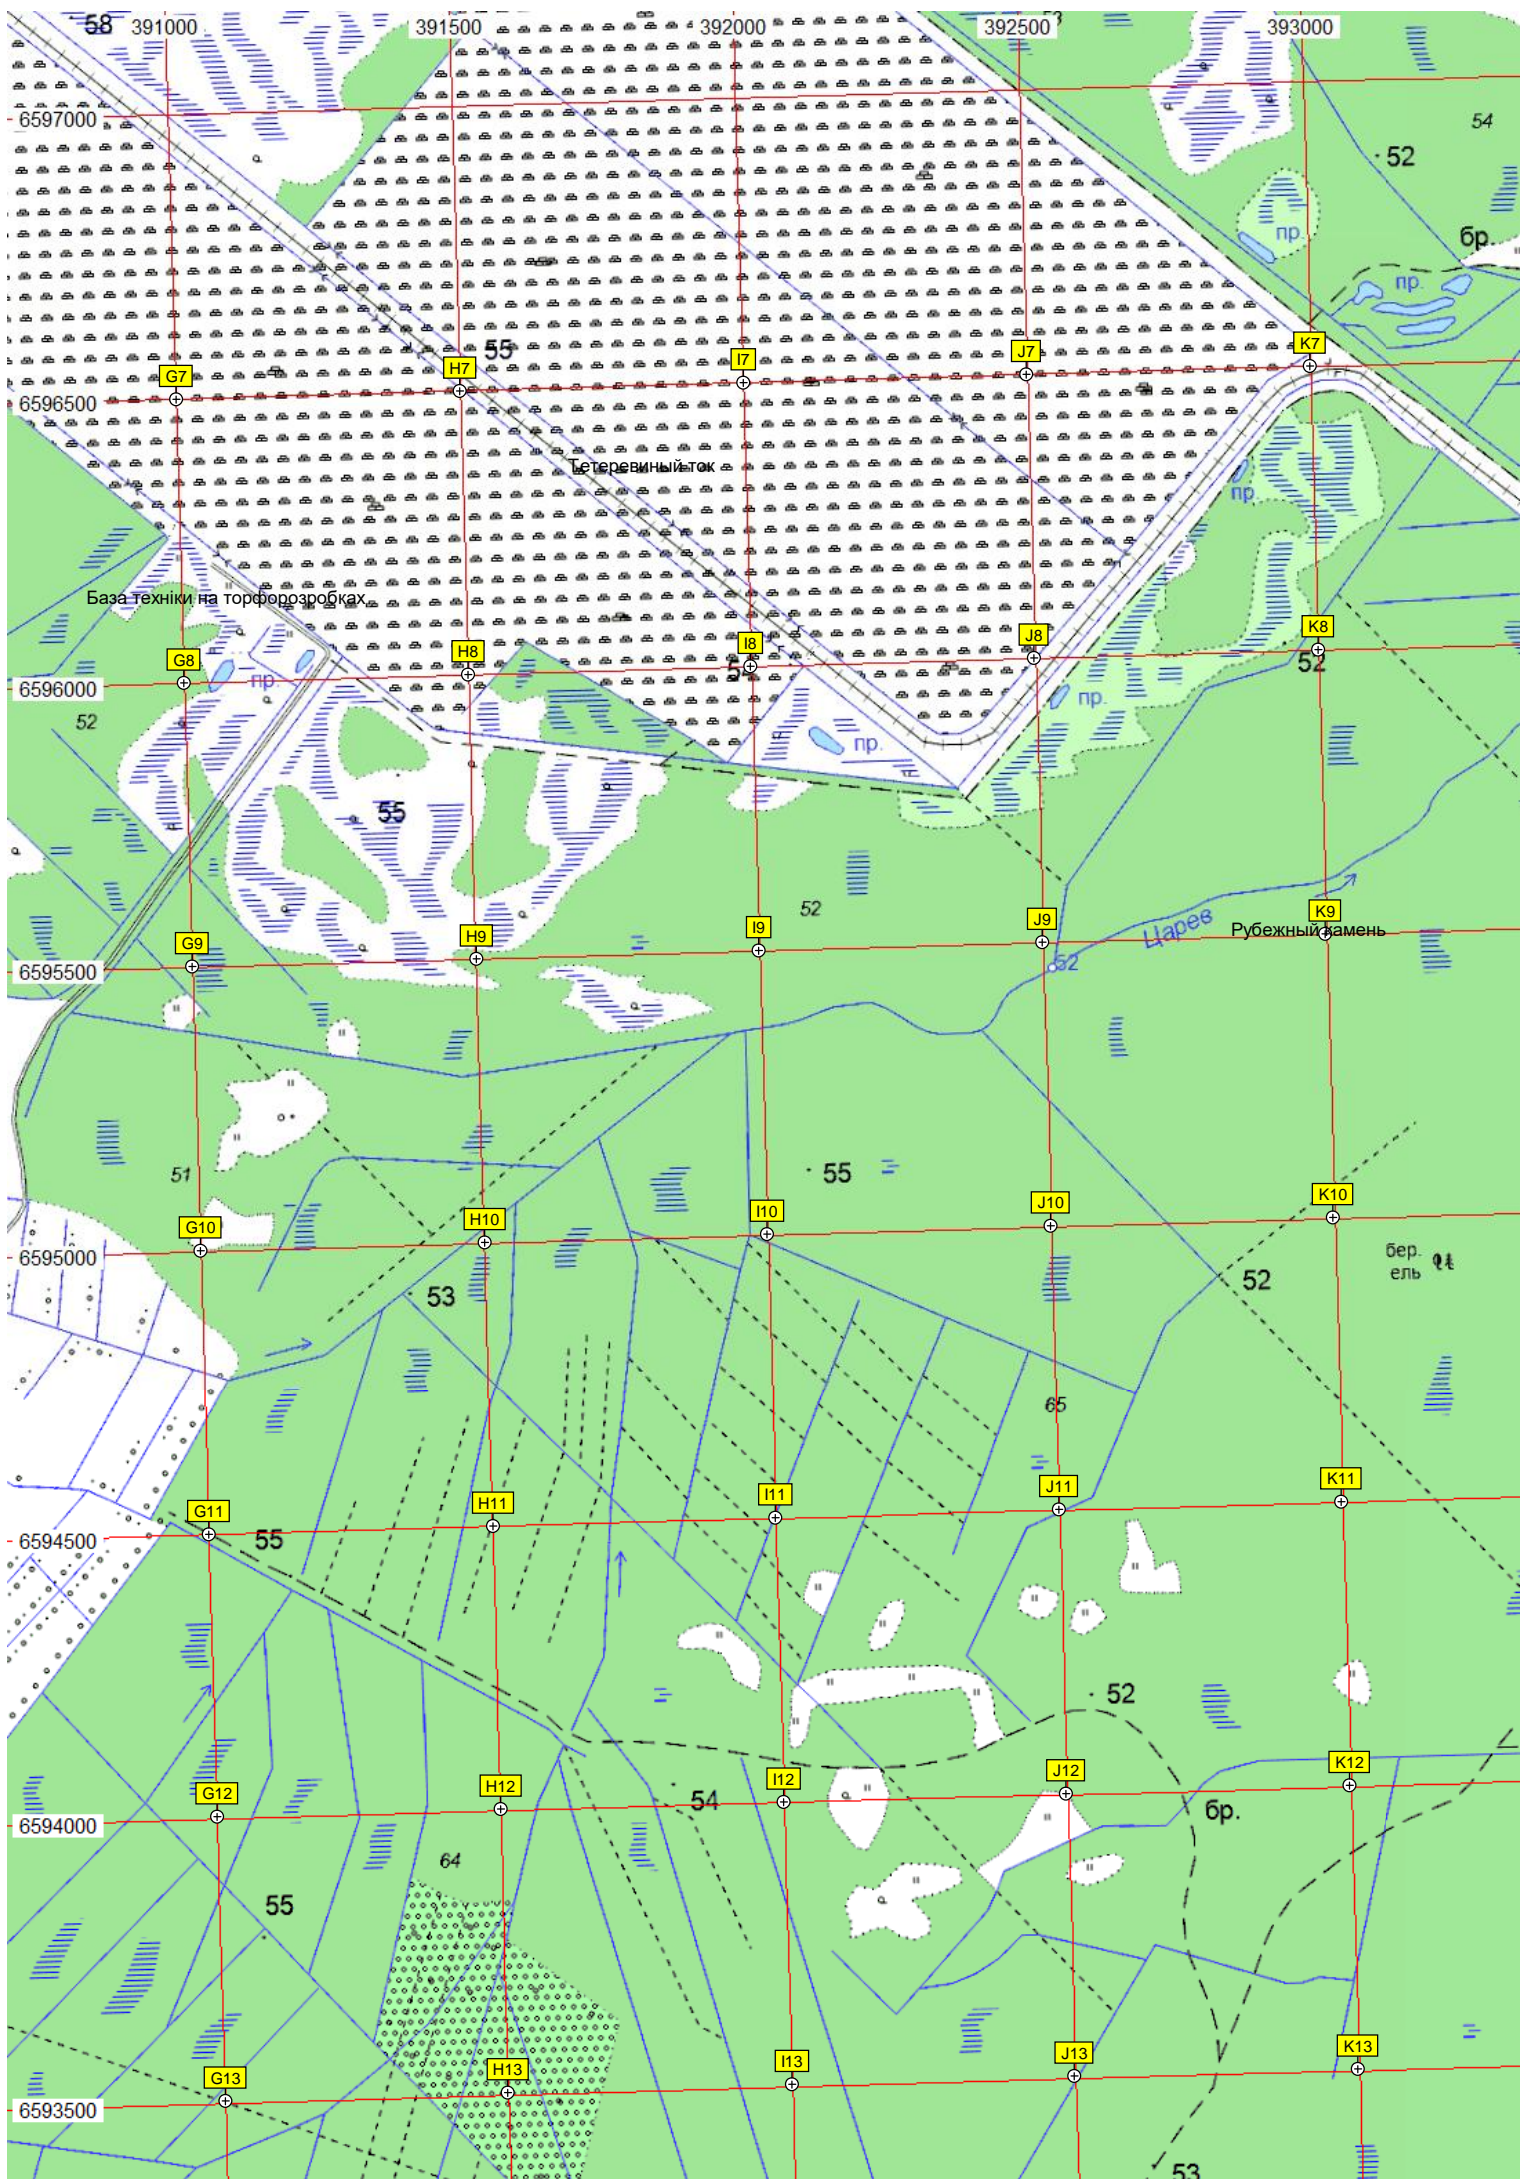 58
391000
391500
392000
392500
393000
6597000
54
52
пр.
бр.
пр.
K7
55
J7
I7
H7
G7
6596500
Тетеревиный ток
пр.
База техніки на торфорозробках
K8
J8
I8
H8
G8
52
пр.
6596000
пр.
52
пр.
55
52
K9
J9
I9
H9
G9
Царев
Рубежный камень
52
6595500
51
55
K10
J10
I10
H10
G10
6595000
бер.
ель
52
53
65
K11
J11
I11
H11
G11
55
6594500
52
K12
J12
I12
H12
G12
54
бр.
6594000
64
55
K13
J13
I13
H13
G13
6593500
53